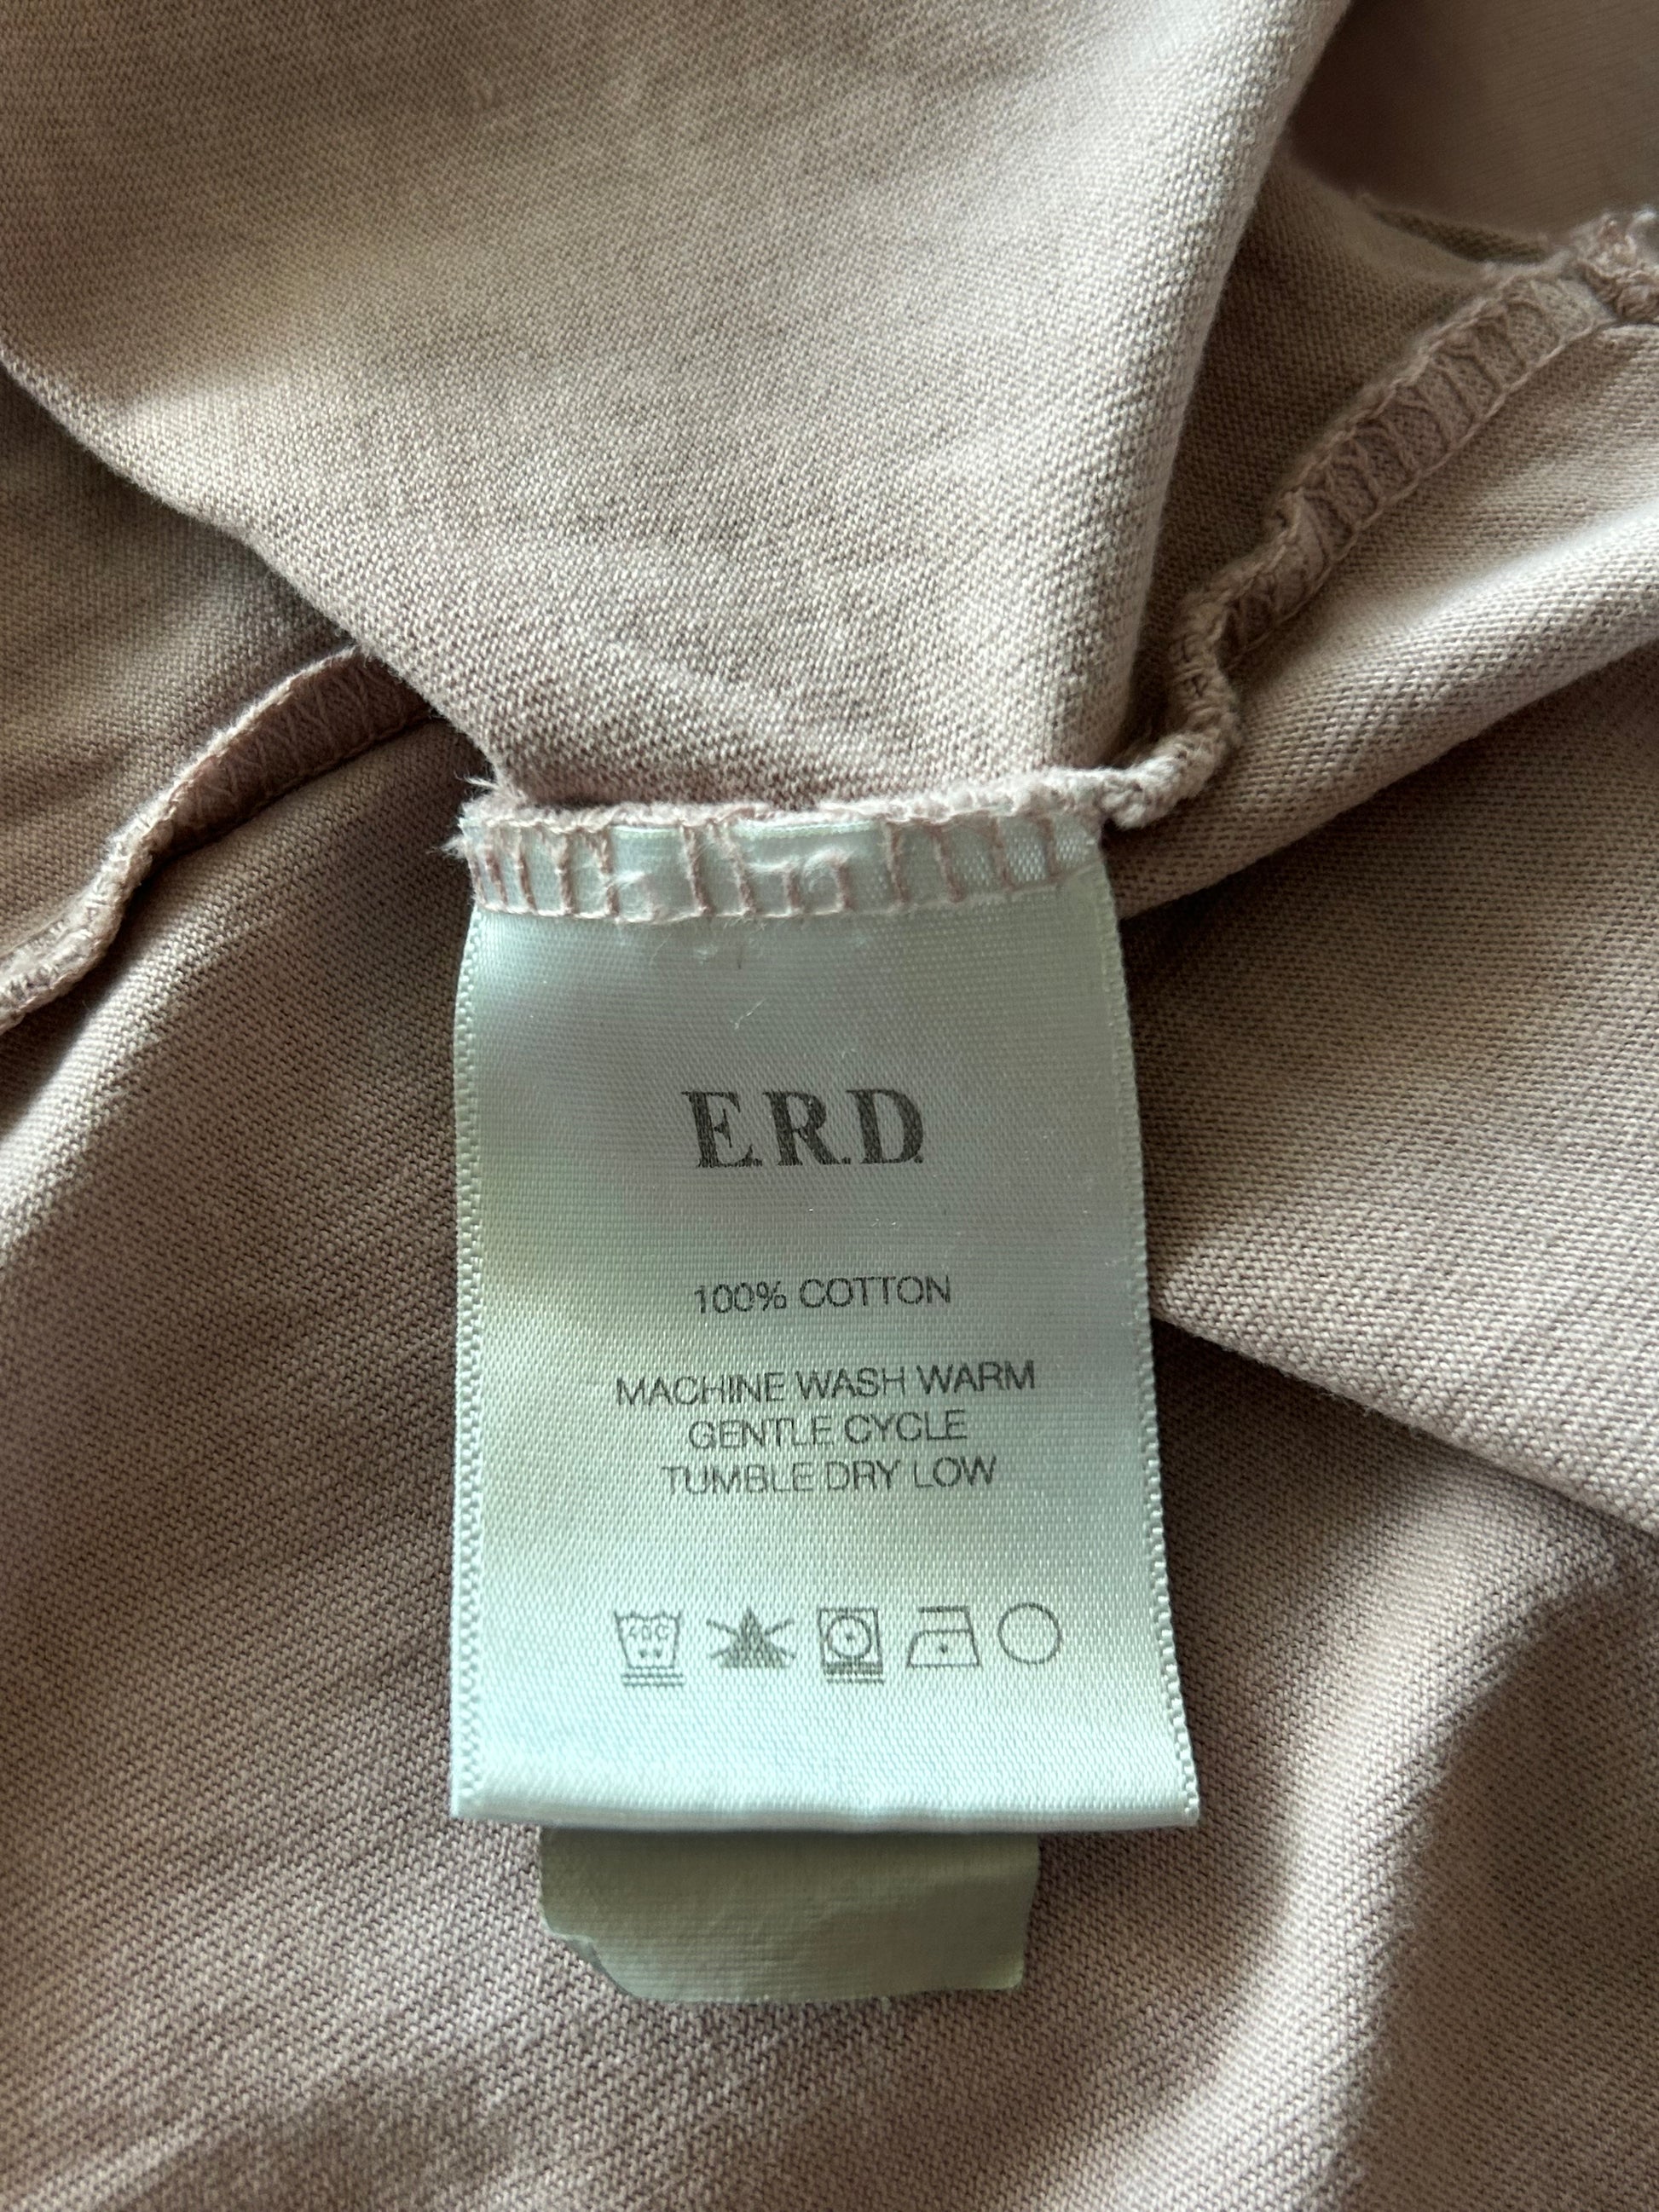 E.R.D.
100% COTTON
MACHINE WASH WARM
GENTLE CYCLE
TUMBLE DRY LOW